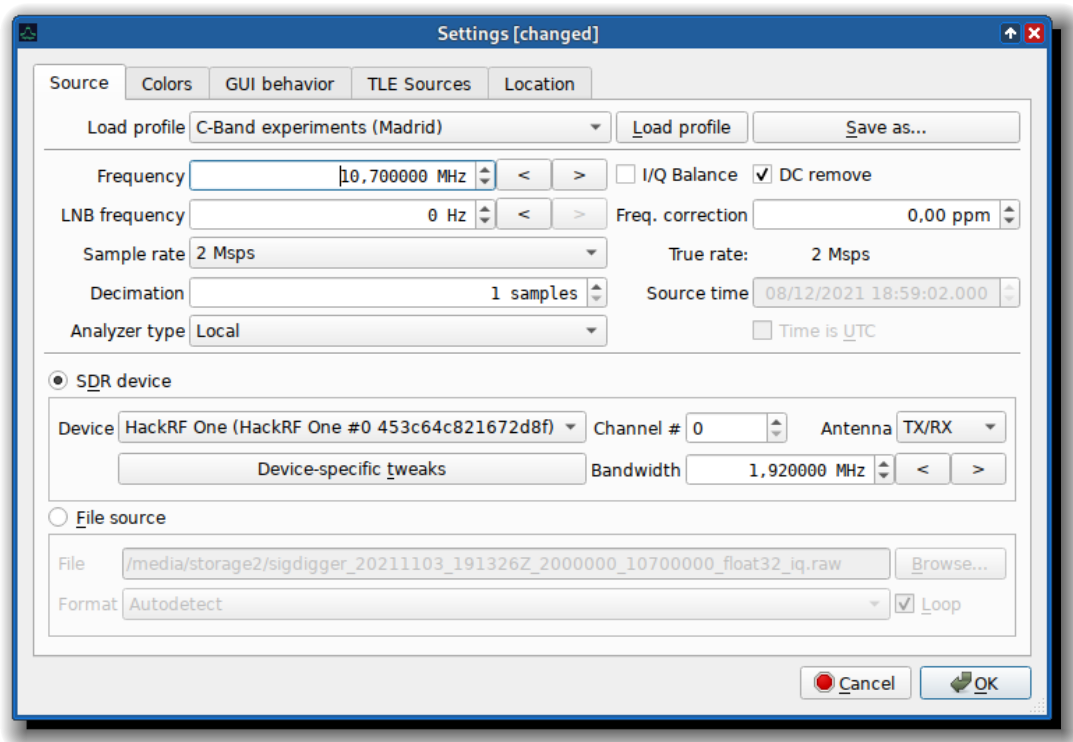 Settings [changed]
Source Colors GUI behavior TLE Sources Location
Load profile C-Band experiments (Madrid) Load profile Save as...
Frequency 10,700000 MHz < > I/Q Balance DC remove
LNB frequency 0 Hz < > Freq. correction 0,00 ppm
Sample rate 2 Msps True rate: 2 Msps
Decimation 1 samples Source time 08/12/2021 18:59:02.000
Analyzer type Local Time is UTC
SDR device
Device HackRF One (HackRF One #0 453c64c821672d8f) Channel # 0 Antenna TX/RX
Device-specific tweaks Bandwidth 1,920000 MHz < >
File source
File /media/storage2/sigdigger_20211103_191326Z_2000000_10700000_float32_iq.raw Browse...
Format Autodetect Loop
Cancel OK